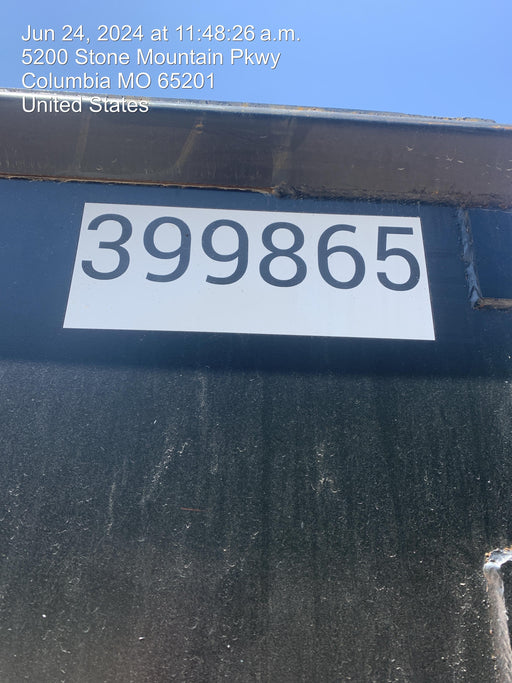 Jun 24, 2024 at 11:48:26 a.m.
5200 Stone Mountain Pkwy
Columbia MO 65201
United States
399865